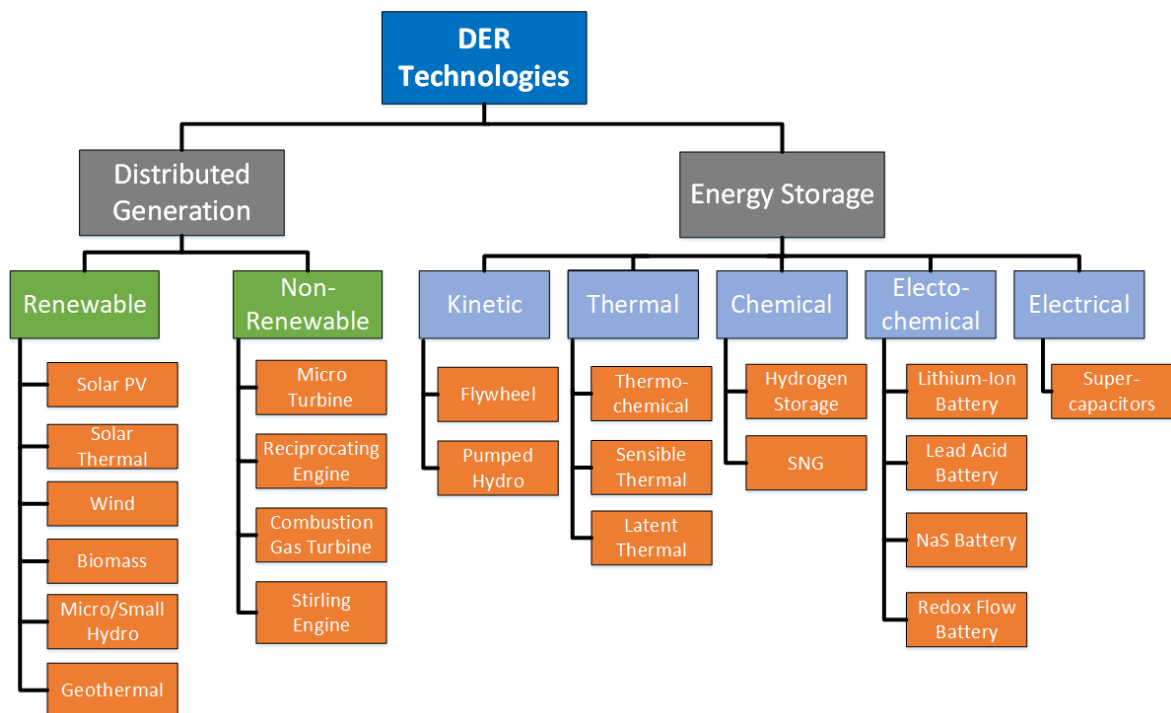 DER
Technologies
Distributed
Generation
Energy Storage
Renewable
Non-
Renewable
Kinetic
Thermal
Chemical
Electo-
chemical
Electrical
Solar PV
Solar
Thermal
Wind
Biomass
Micro/Small
Hydro
Geothermal
Micro
Turbine
Reciprocating
Engine
Combustion
Gas Turbine
Stirling
Engine
Flywheel
Pumped
Hydro
Thermo-
chemical
Sensible
Thermal
Latent
Thermal
Hydrogen
Storage
SNG
Lithium-Ion
Battery
Lead Acid
Battery
NaS Battery
Redox Flow
Battery
Super-
capacitors